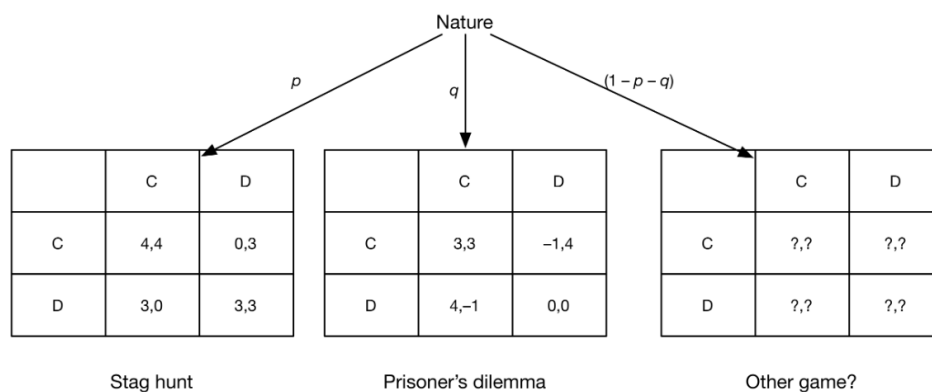 Nature
p
q
(1 – p – q)
C D
C 4,4 0,3
D 3,0 3,3
Stag hunt
C D
C 3,3 –1,4
D 4,–1 0,0
Prisoner's dilemma
C D
C ?,? ?,?
D ?,? ?,?
Other game?